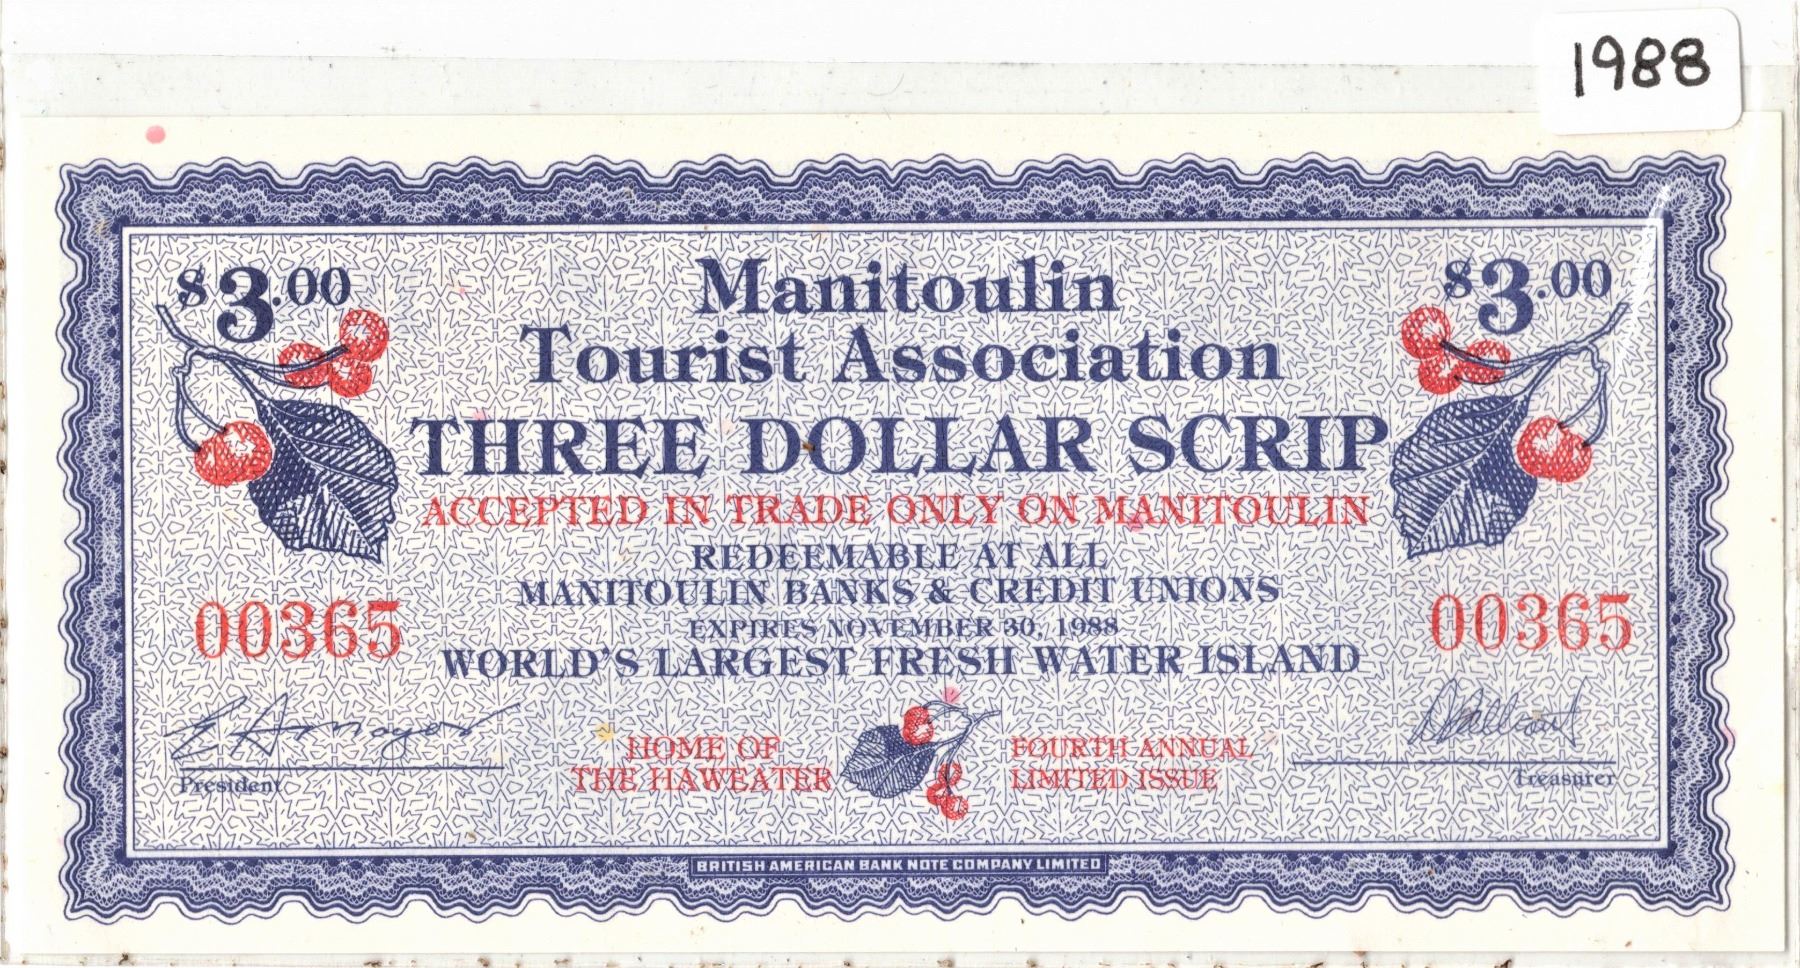 1988
$3.00
$3.00
Manitoulin
Tourist Association
THREE DOLLAR SCRIP
ACCEPTED IN TRADE ONLY ON MANITOULIN
REDEEMABLE AT ALL
MANITOULIN BANKS & CREDIT UNIONS
EXPIRES NOVEMBER 30, 1988
00365
00365
WORLD'S LARGEST FRESH WATER ISLAND
HOME OF
THE HAWEATER
FOURTH ANNUAL
LIMITED ISSUE
President
Treasurer
BRITISH AMERICAN BANK NOTE COMPANY LIMITED